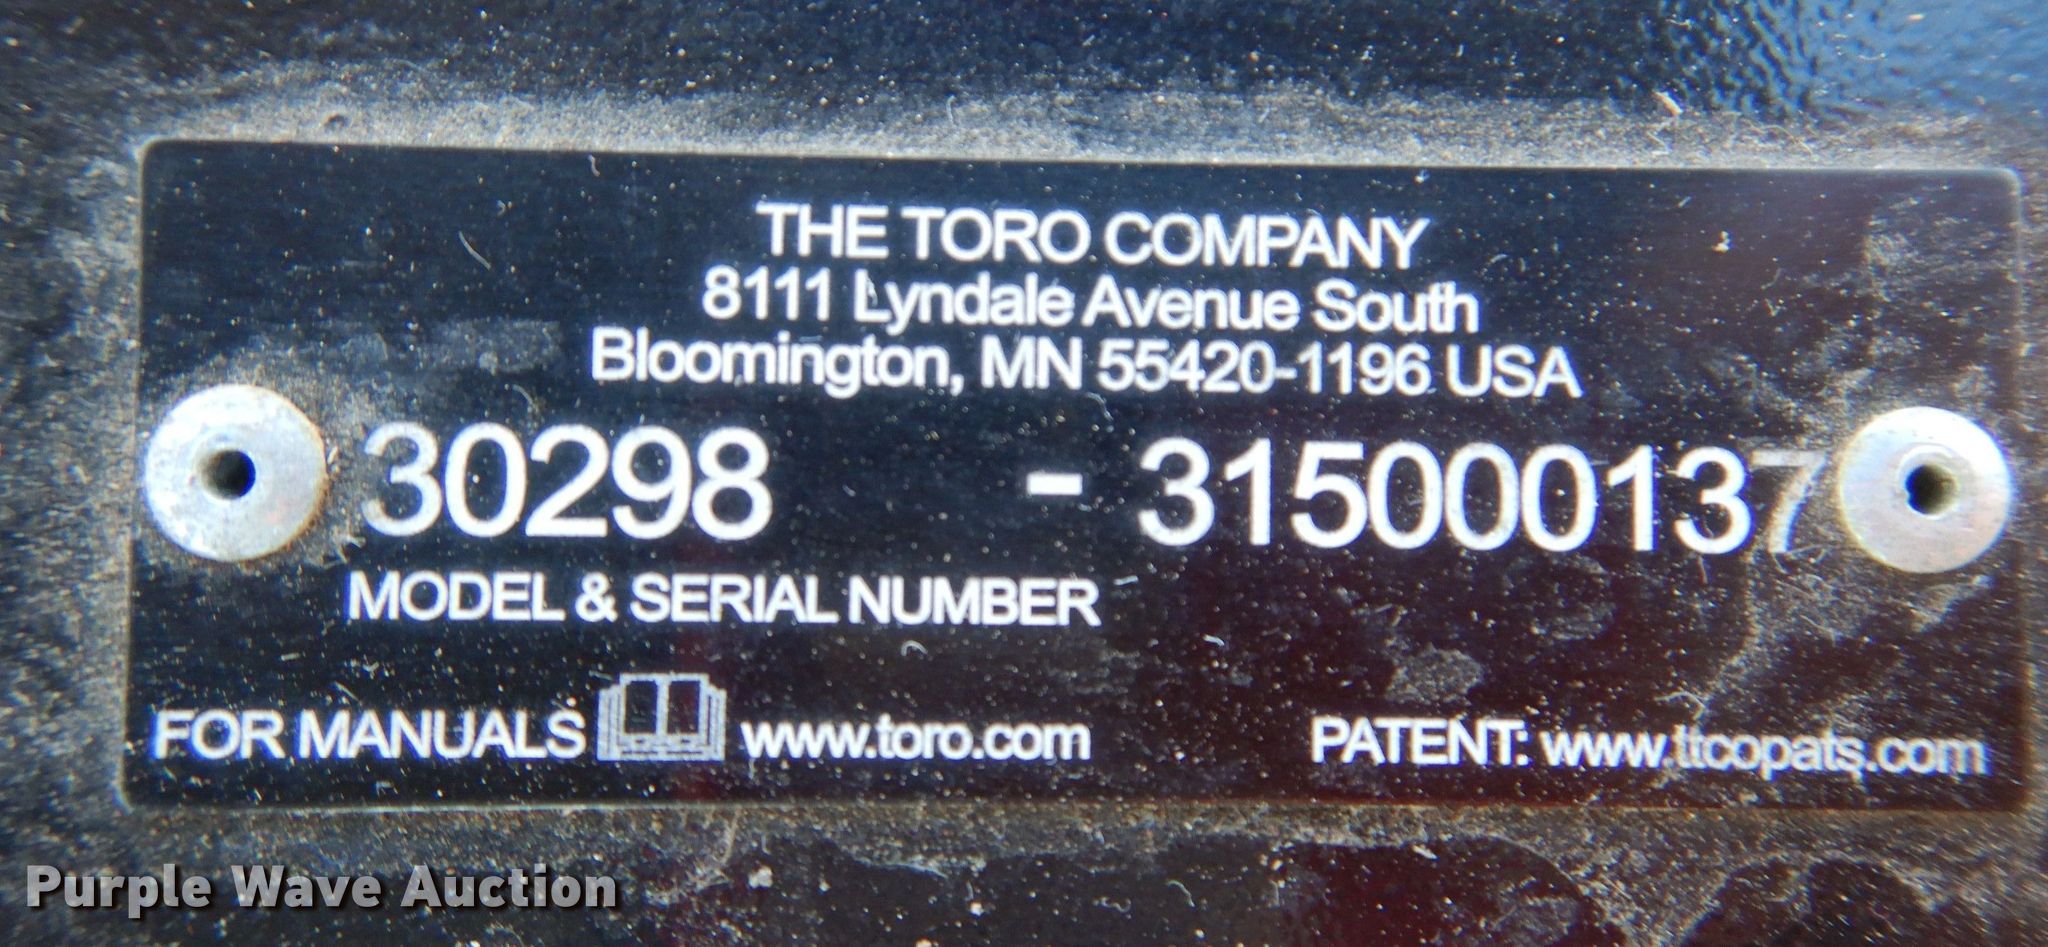 THE TORO COMPANY
8111 Lyndale Avenue South
Bloomington, MN 55420-1196 USA
30298 - 315000137
MODEL & SERIAL NUMBER
FOR MANUALS www.toro.com PATENT: www.ttcopats.com
Purple Wave Auction